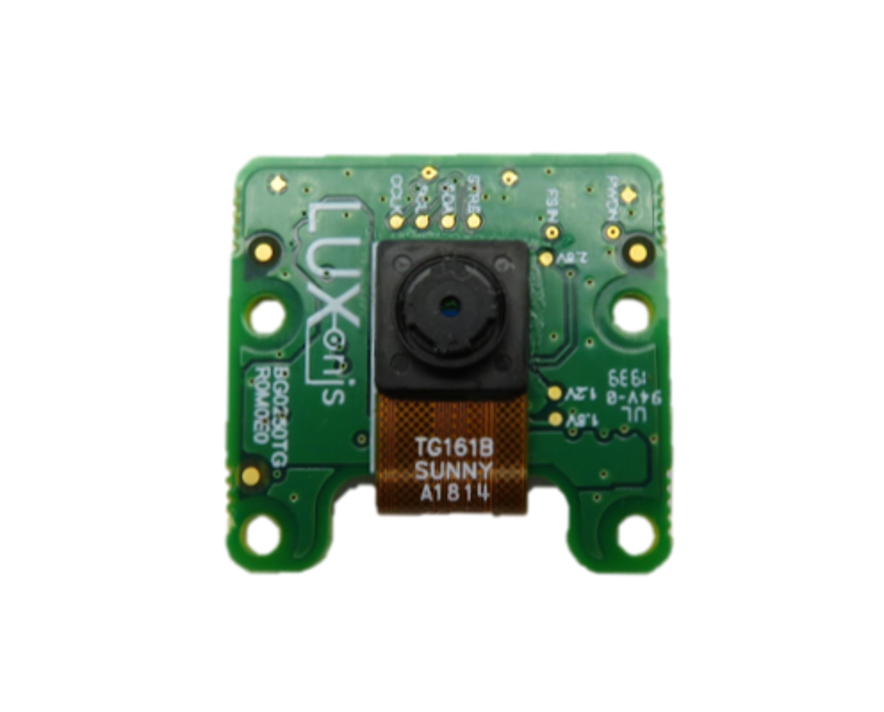 CCLK
SCL
SDA
STRB
FSIN
PWDN
LUXonis
2.8V
1.2V
1.8V
1939
94V-0
UL
BG0250TG
R0M0E0
TG161B
SUNNY
A1814